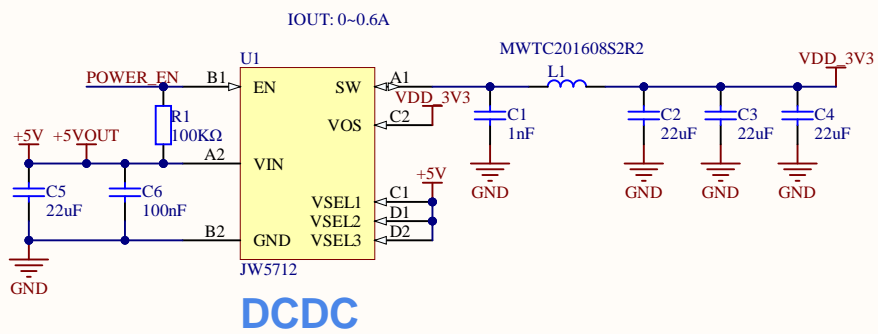 IOUT: 0~0.6A
MWTC201608S2R2
U1
VDD_3V3
POWER_EN
B1
EN
SW
A1
L1
VDD_3V3
R1
100KΩ
VOS
C2
C1
1nF
C2
22uF
C3
22uF
C4
22uF
+5V
+5VOUT
A2
VIN
+5V
GND
GND
GND
GND
C5
22uF
C6
100nF
VSEL1
C1
VSEL2
D1
B2
GND
VSEL3
D2
GND
JW5712
DCDC